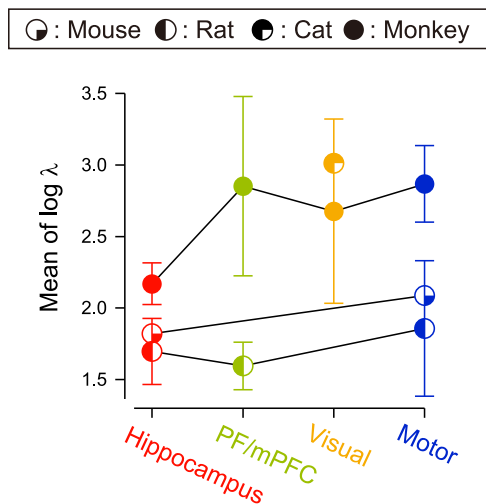 : Mouse : Rat : Cat : Monkey
Mean of log λ
3.5
3.0
2.5
2.0
1.5
Hippocampus
PF/mPFC
Visual
Motor